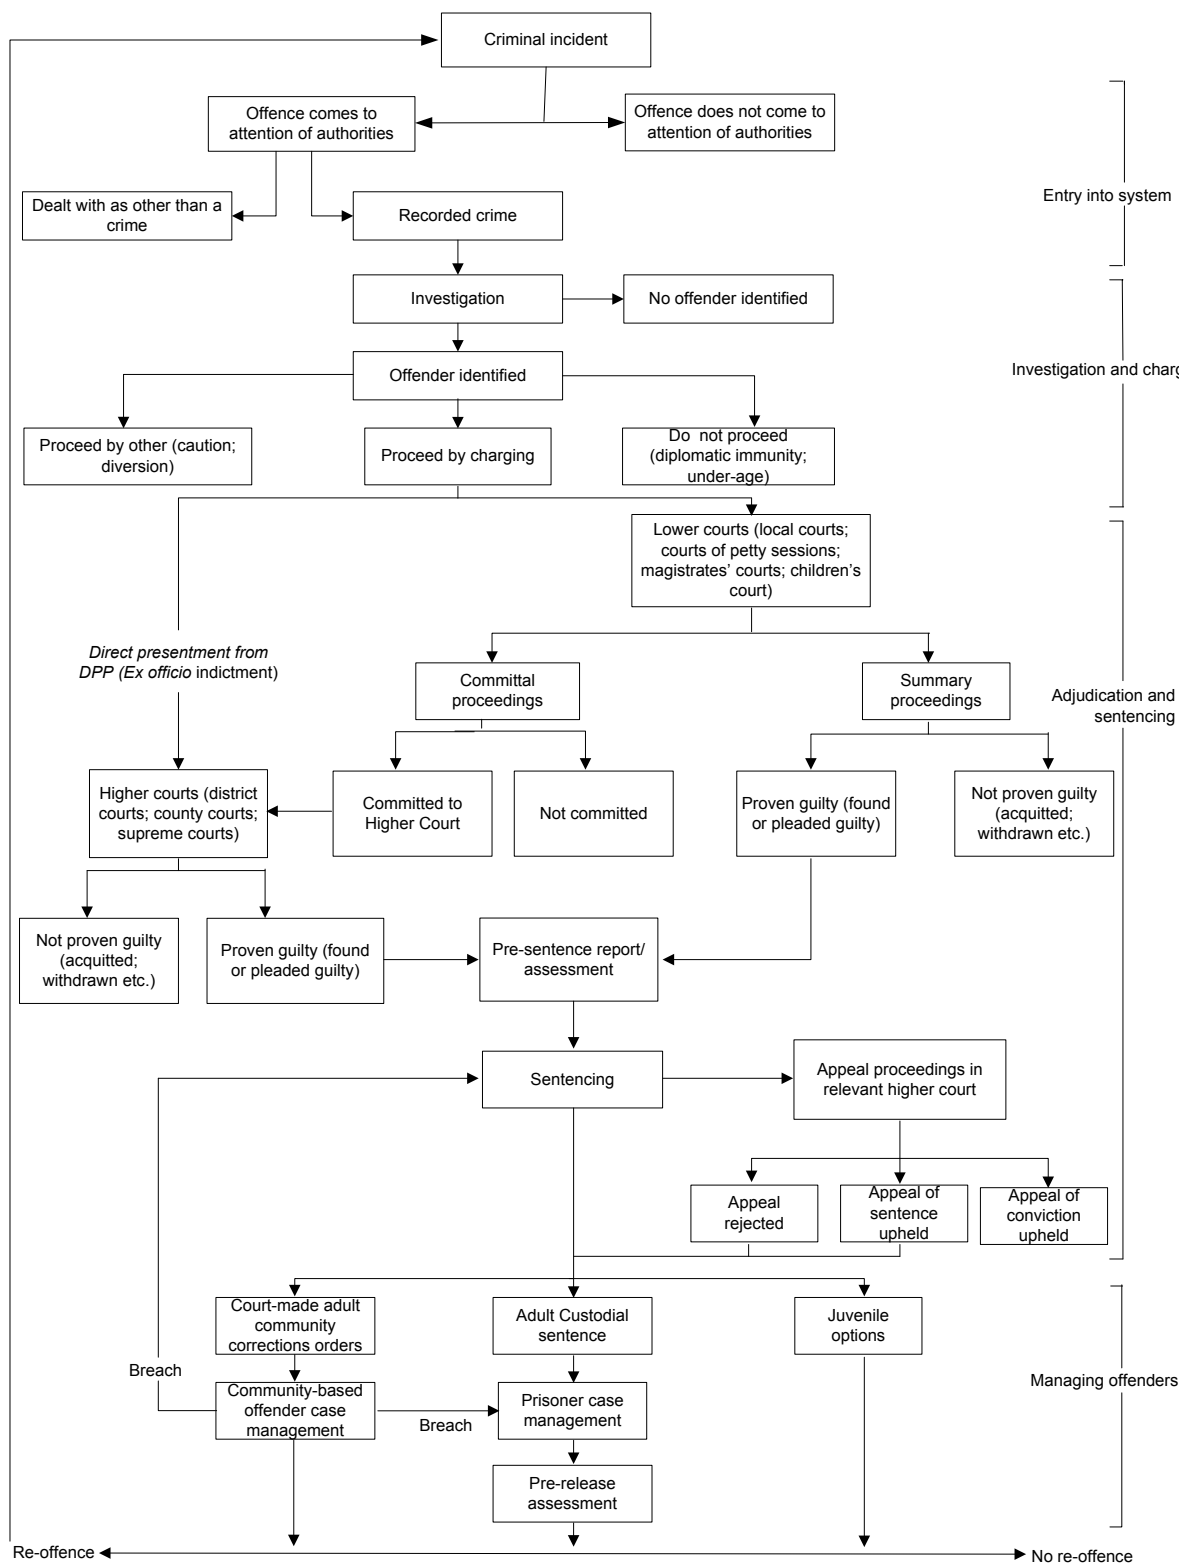 Criminal incident
Offence comes to
attention of authorities
Offence does not come to
attention of authorities
Dealt with as other than a
crime
Recorded crime
Entry into system
Investigation
No offender identified
Offender identified
Investigation and charg
Proceed by other (caution;
diversion)
Proceed by charging
Do not proceed
(diplomatic immunity;
under-age)
Lower courts (local courts;
courts of petty sessions;
magistrates’ courts; children’s
court)
Direct presentment from
DPP (Ex officio indictment)
Committal
proceedings
Summary
proceedings
Adjudication and
sentencing
Higher courts (district
courts; county courts;
supreme courts)
Committed to
Higher Court
Not committed
Proven guilty (found
or pleaded guilty)
Not proven guilty
(acquitted;
withdrawn etc.)
Not proven guilty
(acquitted;
withdrawn etc.)
Proven guilty (found
or pleaded guilty)
Pre-sentence report/
assessment
Sentencing
Appeal proceedings in
relevant higher court
Appeal
rejected
Appeal of
sentence
upheld
Appeal of
conviction
upheld
Court-made adult
community
corrections orders
Adult Custodial
sentence
Juvenile
options
Breach
Community-based
offender case
management
Breach
Prisoner case
management
Managing offenders
Pre-release
assessment
Re-offence
No re-offence